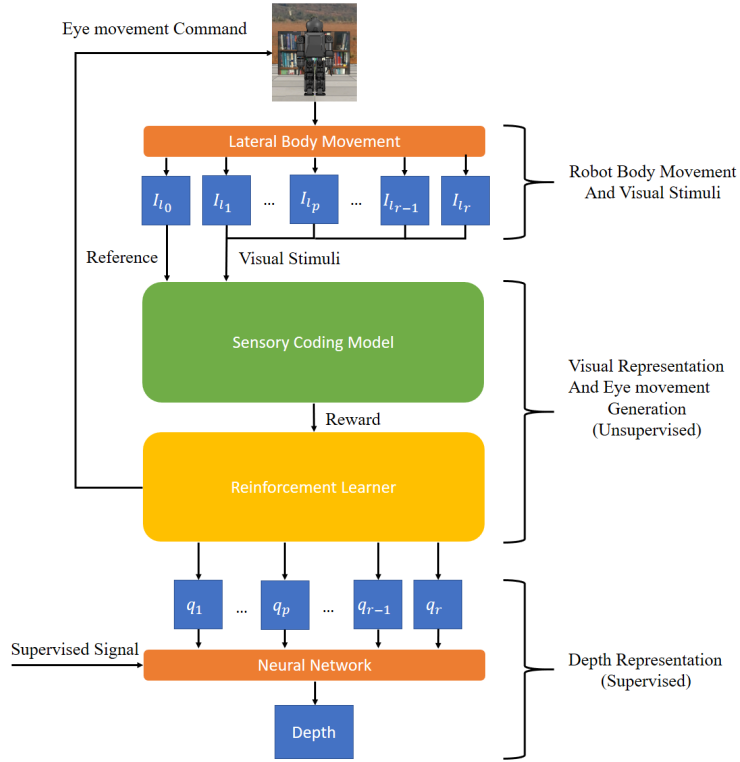 Eye movement Command
Lateral Body Movement
I_{l_0} I_{l_1} ... I_{l_p} ... I_{l_{r-1}} I_{l_r}
Robot Body Movement
And Visual Stimuli
Reference
Visual Stimuli
Sensory Coding Model
Visual Representation
And Eye movement
Generation
(Unsupervised)
Reward
Reinforcement Learner
q_1 ... q_p ... q_{r-1} q_r
Supervised Signal
Neural Network
Depth Representation
(Supervised)
Depth